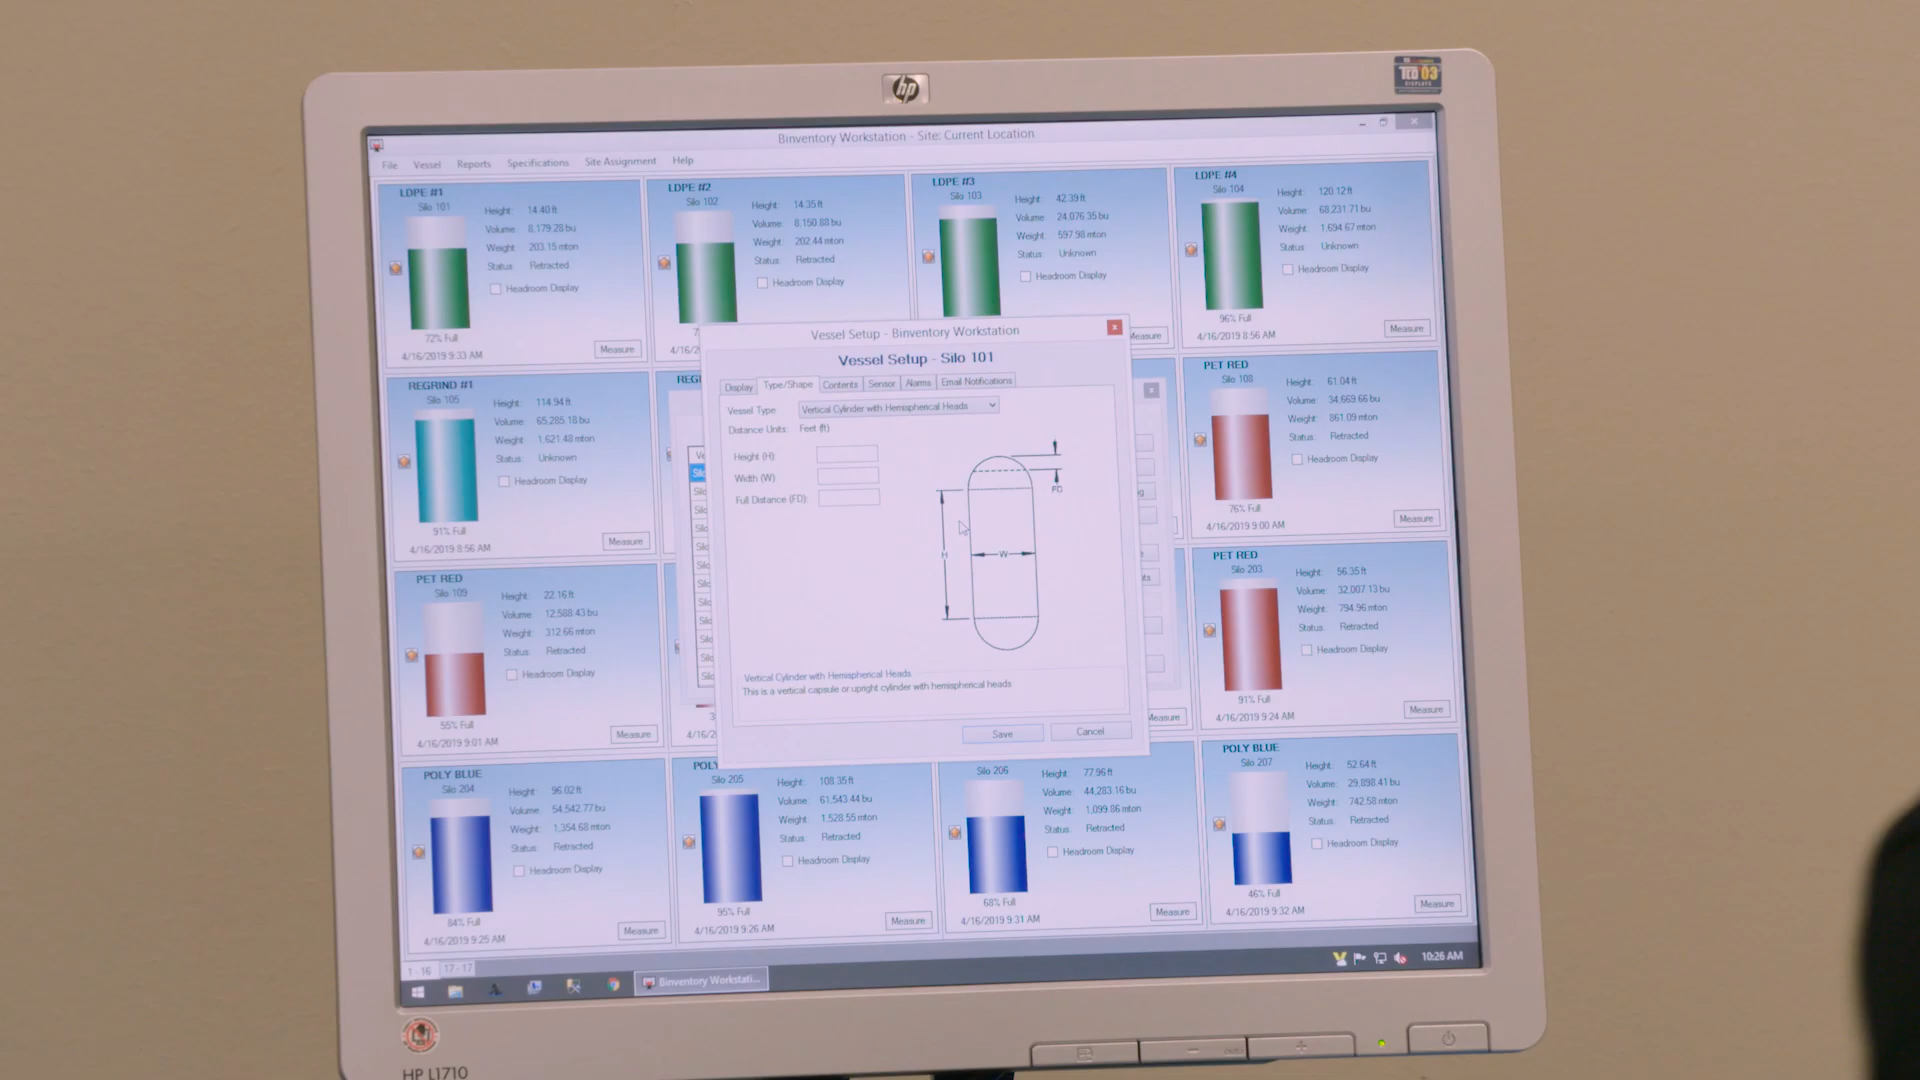 hp
TCO 03
DISPLAYS
Binventory Workstation - Site: Current Location
File Vessel Reports Specifications Site Assignment Help
LDPE #1
Silo 101
Height: 14.40 ft
Volume: 8,179.28 bu
Weight: 203.15 mton
Status: Retracted
Headroom Display
72% Full
4/16/2019 9:33 AM
Measure
LDPE #2
Silo 102
Height: 14.35 ft
Volume: 8,150.88 bu
Weight: 202.44 mton
Status: Retracted
Headroom Display
LDPE #3
Silo 103
Height: 42.39 ft
Volume: 24,076.35 bu
Weight: 597.98 mton
Status: Unknown
Headroom Display
Measure
LDPE #4
Silo 104
Height: 120.12 ft
Volume: 68,231.71 bu
Weight: 1,694.67 mton
Status: Unknown
Headroom Display
96% Full
4/16/2019 8:56 AM
Measure
Vessel Setup - Binventory Workstation
Vessel Setup - Silo 101
Display Type/Shape Contents Sensor Alarms Email Notifications
Vessel Type Vertical Cylinder with Hemispherical Heads
Distance Units: Feet (ft)
Height (H):
Width (W)
Full Distance (FD):
FD
H
W
Vertical Cylinder with Hemispherical Heads
This is a vertical capsule or upright cylinder with hemispherical heads
Save Cancel
REGRIND #1
Silo 105
Height: 114.94 ft
Volume: 65,285.18 bu
Weight: 1,621.48 mton
Status: Unknown
Headroom Display
91% Full
4/16/2019 8:56 AM
Measure
PET RED
Silo 108
Height: 61.04 ft
Volume: 34,669.66 bu
Weight: 861.09 mton
Status: Retracted
Headroom Display
76% Full
4/16/2019 9:00 AM
Measure
PET RED
Silo 109
Height: 22.16 ft
Volume: 12,588.43 bu
Weight: 312.66 mton
Status: Retracted
Headroom Display
55% Full
4/16/2019 9:01 AM
Measure
Measure
PET RED
Silo 203
Height: 56.35 ft
Volume: 32,007.13 bu
Weight: 794.96 mton
Status: Retracted
Headroom Display
91% Full
4/16/2019 9:24 AM
Measure
POLY BLUE
Silo 204
Height: 96.02 ft
Volume: 54,542.77 bu
Weight: 1,354.68 mton
Status: Retracted
Headroom Display
84% Full
4/16/2019 9:25 AM
Measure
POLY
Silo 205
Height: 108.35 ft
Volume: 61,543.44 bu
Weight: 1,528.55 mton
Status: Retracted
Headroom Display
95% Full
4/16/2019 9:26 AM
Measure
Silo 206
Height: 77.96 ft
Volume: 44,283.16 bu
Weight: 1,099.86 mton
Status: Retracted
Headroom Display
68% Full
4/16/2019 9:31 AM
Measure
POLY BLUE
Silo 207
Height: 52.64 ft
Volume: 29,898.41 bu
Weight: 742.58 mton
Status: Retracted
Headroom Display
46% Full
4/16/2019 9:32 AM
Measure
1 - 16 17 - 17
Binventory Workstati...
10:26 AM
HP L1710